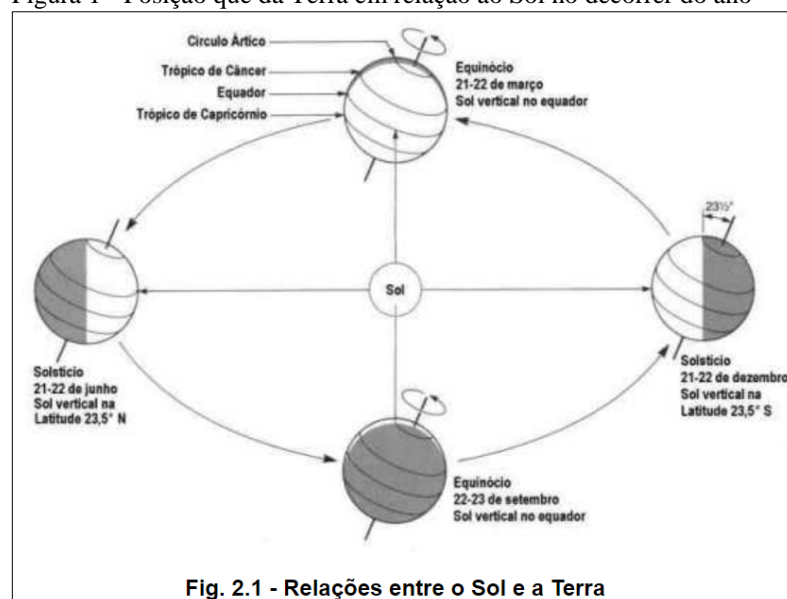 Figura 1 - Posição que da Terra em relação ao Sol no decorrer do ano
Círculo Ártico
Trópico de Câncer
Equador
Trópico de Capricórnio
Equinócio
21-22 de março
Sol vertical no equador
23½°
Sol
Solstício
21-22 de junho
Sol vertical na
Latitude 23,5° N
Solstício
21-22 de dezembro
Sol vertical na
Latitude 23,5° S
Equinócio
22-23 de setembro
Sol vertical no equador
Fig. 2.1 - Relações entre o Sol e a Terra